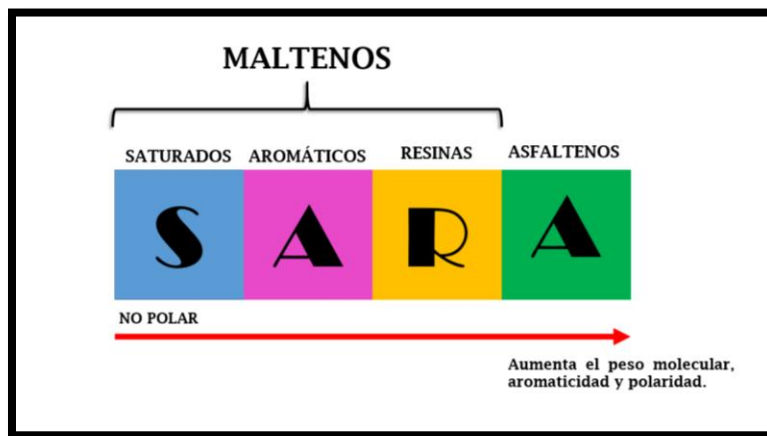 MALTENOS
SATURADOS AROMÁTICOS RESINAS ASFALTENOS
S A R A
NO POLAR
Aumenta el peso molecular,
aromaticidad y polaridad.